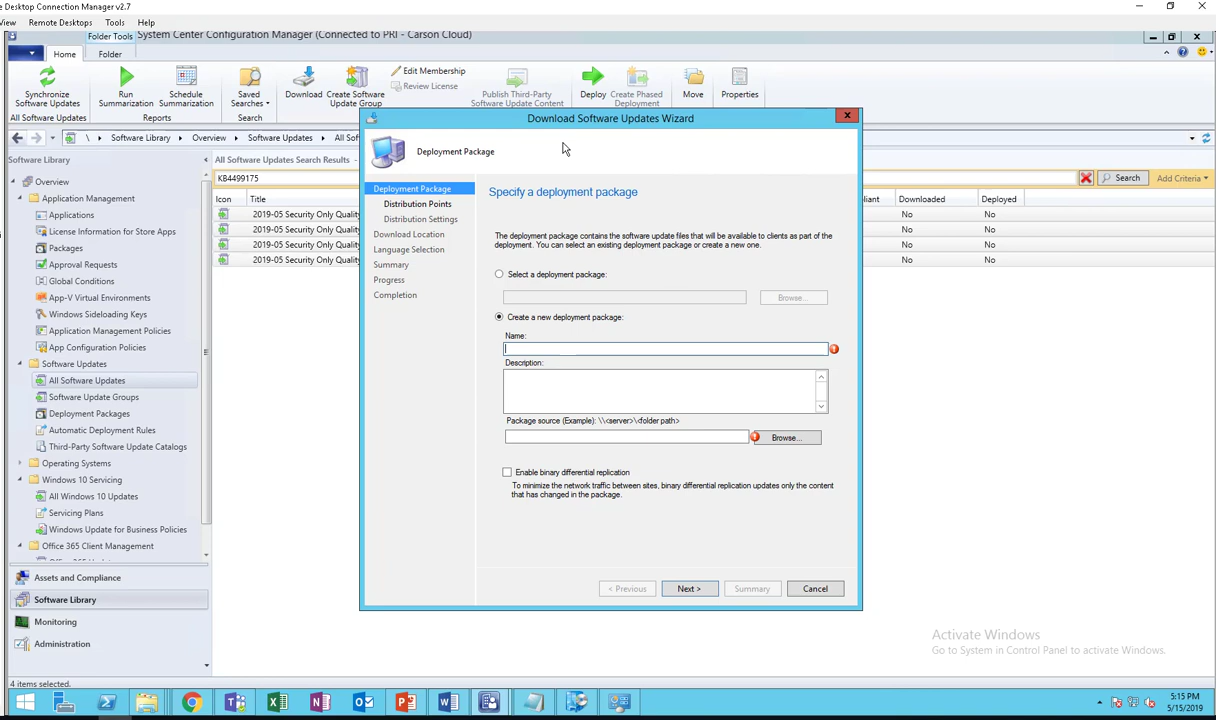 e Desktop Connection Manager v2.7
View Remote Desktops Tools Help
Folder Tools System Center Configuration Manager (Connected to PRI - Carson Cloud)
Home Folder
Synchronize Software Updates
Run Summarization
Schedule Summarization
Saved Searches
Download
Create Software Update Group
Edit Membership
Review License
Publish Third-Party Software Update Content
Deploy
Create Phased Deployment
Move
Properties
All Software Updates Reports Search
\ Software Library Overview Software Updates All Sof
Software Library
All Software Updates Search Results -
KB4499175
Search
Add Criteria
Icon Title liant Downloaded Deployed
2019-05 Security Only Quality No No
2019-05 Security Only Quality No No
2019-05 Security Only Quality No No
2019-05 Security Only Quality No No
Overview
Application Management
Applications
License Information for Store Apps
Packages
Approval Requests
Global Conditions
App-V Virtual Environments
Windows Sideloading Keys
Application Management Policies
App Configuration Policies
Software Updates
All Software Updates
Software Update Groups
Deployment Packages
Automatic Deployment Rules
Third-Party Software Update Catalogs
Operating Systems
Windows 10 Servicing
All Windows 10 Updates
Servicing Plans
Windows Update for Business Policies
Office 365 Client Management
Assets and Compliance
Software Library
Monitoring
Administration
4 items selected.
Download Software Updates Wizard
Deployment Package
Deployment Package
Distribution Points
Distribution Settings
Download Location
Language Selection
Summary
Progress
Completion
Specify a deployment package
The deployment package contains the software update files that will be available to clients as part of the
deployment. You can select an existing deployment package or create a new one.
Select a deployment package:
Browse...
Create a new deployment package:
Name:
Description:
Package source (Example): \\<server>\<folder path>
Browse...
Enable binary differential replication
To minimize the network traffic between sites, binary differential replication updates only the content
that has changed in the package.
< Previous Next > Summary Cancel
Activate Windows
Go to System in Control Panel to activate Windows.
5:15 PM
5/15/2019